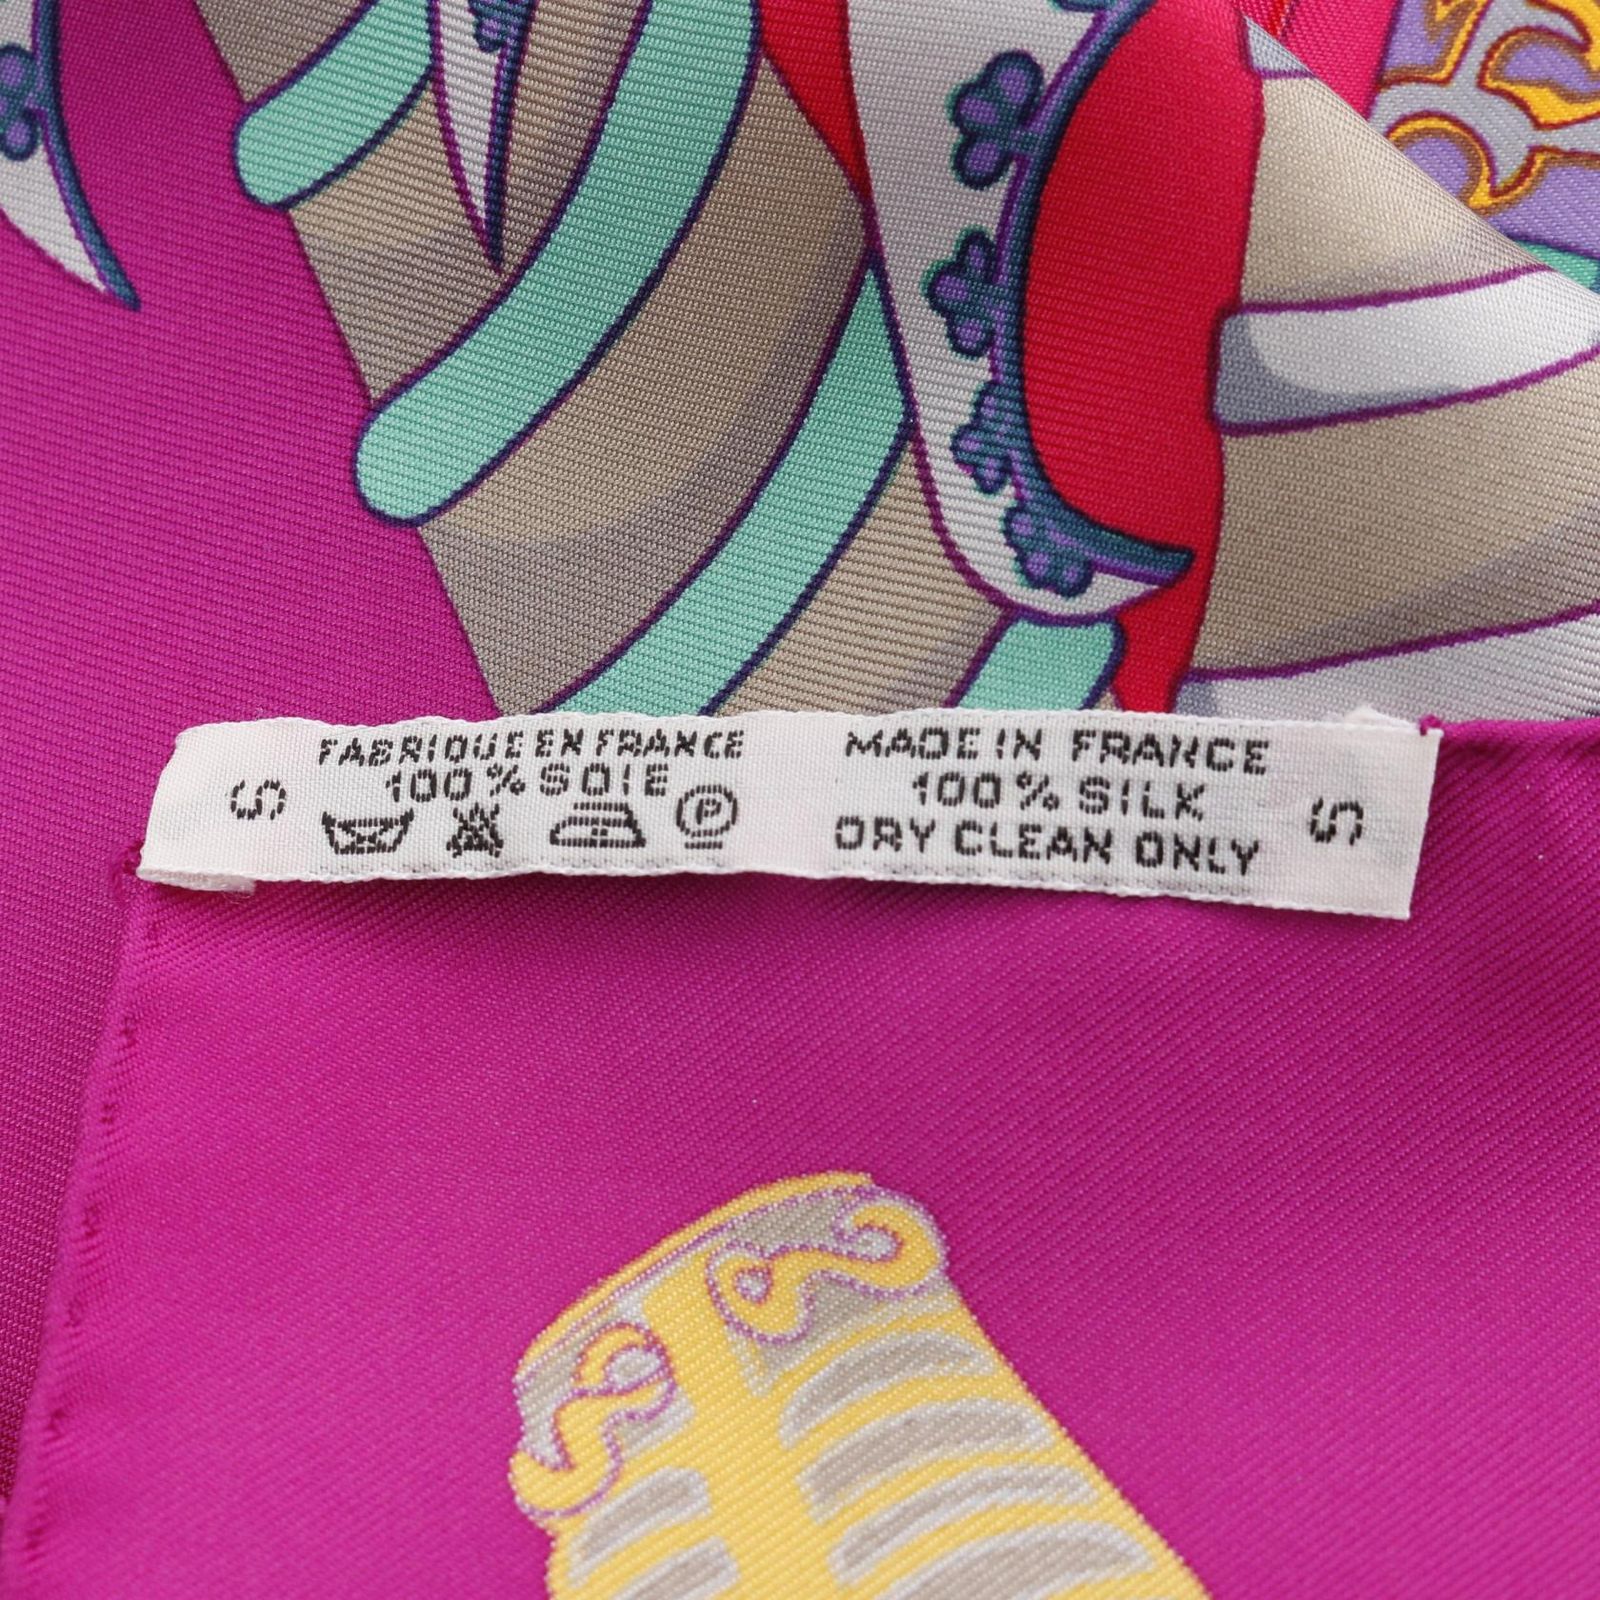 S
FABRIQUE EN FRANCE
100% SOIE
P
MADE IN FRANCE
100% SILK
DRY CLEAN ONLY
S